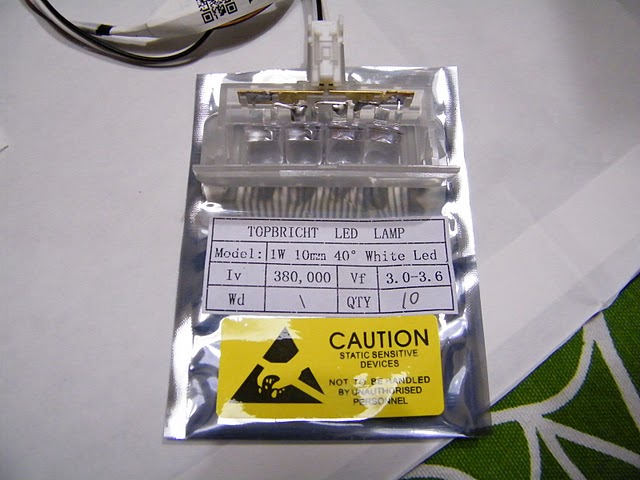 TOPBRICHT LED LAMP
Model: 1W 10mm 40° White Led
Iv 380,000 Vf 3.0-3.6
Wd \ QTY 10
CAUTION
STATIC SENSITIVE
DEVICES
NOT TO BE HANDLED
BY UNAUTHORISED
PERSONNEL